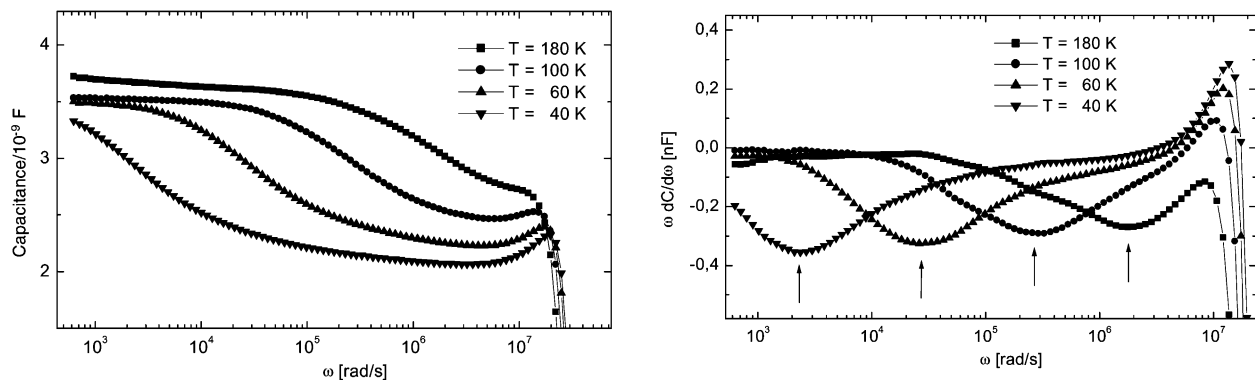 4
3
2
Capacitance/10⁻⁹ F
T = 180 K
T = 100 K
T = 60 K
T = 40 K
10³ 10⁴ 10⁵ 10⁶ 10⁷
ω [rad/s]
0,4
0,2
0,0
-0,2
-0,4
ω dC/dω [nF]
T = 180 K
T = 100 K
T = 60 K
T = 40 K
10³ 10⁴ 10⁵ 10⁶ 10⁷
ω [rad/s]